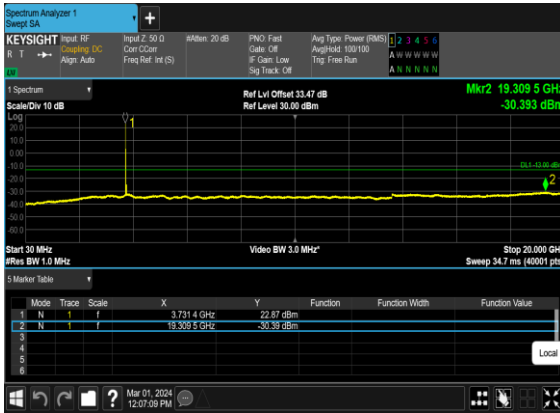 Spectrum Analyzer 1
Swept SA
+
KEYSIGHT Input: RF Input Z: 50 Ω #Atten: 20 dB PNO: Fast Avg Type: Power (RMS) 1 2 3 4 5 6
R T Coupling: DC Corr CCorr Gate: Off Avg|Hold: 100/100 A W W W W W
Align: Auto Freq Ref: Int (S) IF Gain: Low Trig: Free Run
Sig Track: Off A N N N N N
1 Spectrum
Ref Lvl Offset 33.47 dB Mkr2 19.309 5 GHz
Scale/Div 10 dB Ref Level 30.00 dBm -30.393 dBm
Log
20.0
10.0
0.00
-10.0
DL1 -13.00 dBm
-20.0
-30.0
-40.0
-50.0
-60.0
1
2
Start 30 MHz Video BW 3.0 MHz* Stop 20.000 GHz
#Res BW 1.0 MHz Sweep 34.7 ms (40001 pts)
5 Marker Table
Mode Trace Scale X Y Function Function Width Function Value
1 N 1 f 3.731 4 GHz 22.87 dBm
2 N 1 f 19.309 5 GHz -30.39 dBm
3
4
5
6
Local
?
Mar 01, 2024
12:07:09 PM